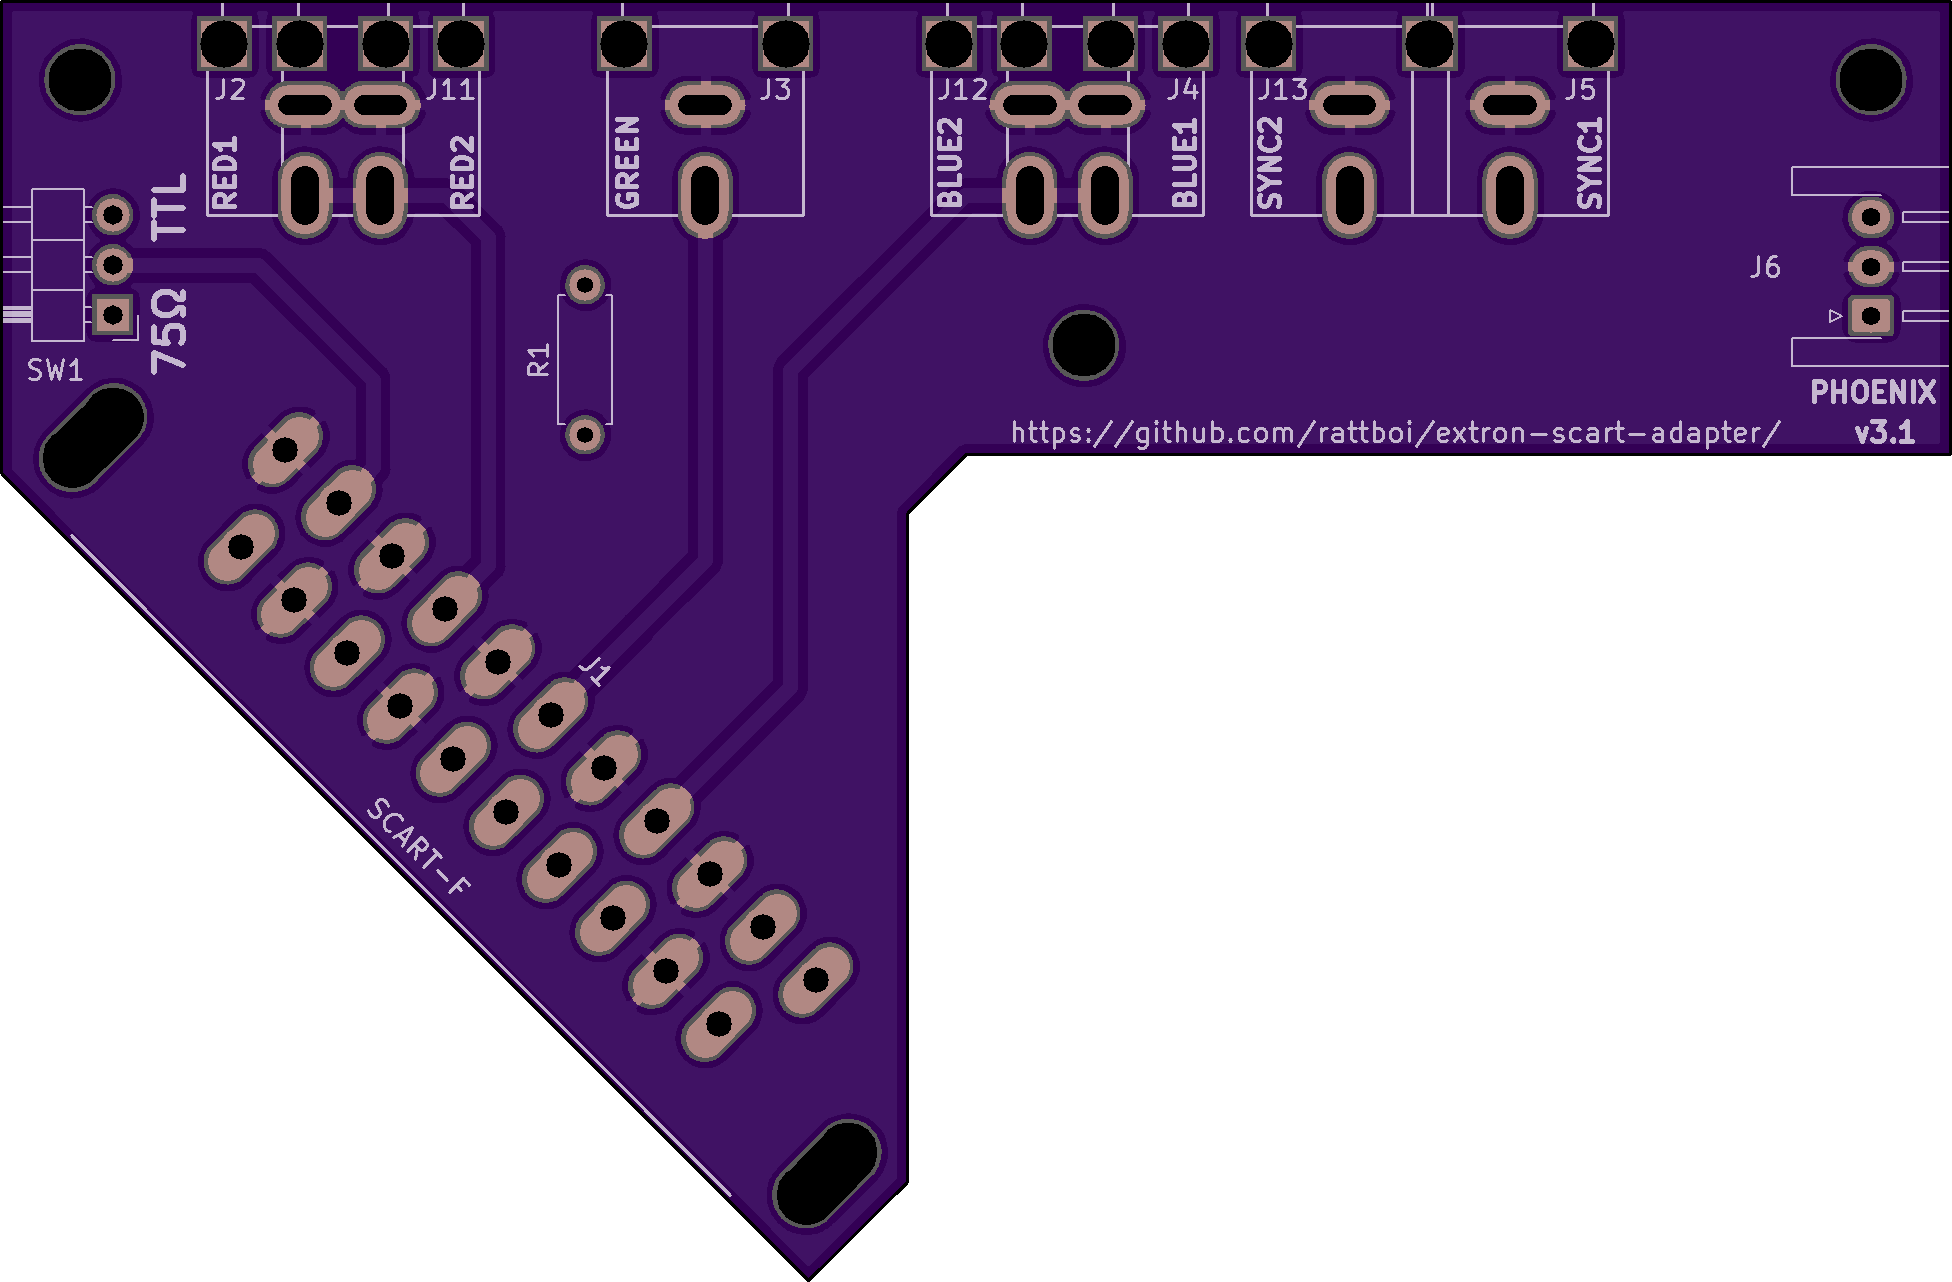 J2
J11
J3
J12
J4
J13
J5
RED1
RED2
GREEN
BLUE2
BLUE1
SYNC2
SYNC1
TTL
75Ω
SW1
R1
J6
PHOENIX
v3.1
https://github.com/rattboi/extron-scart-adapter/
J1
SCART-F